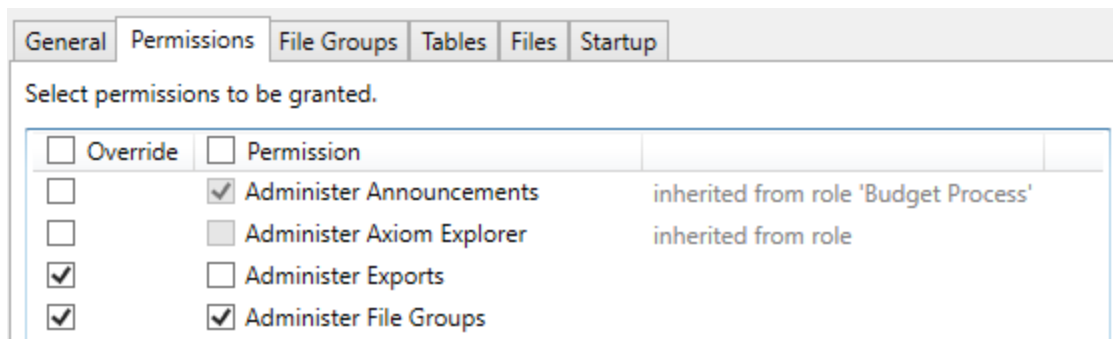 General Permissions File Groups Tables Files Startup
Select permissions to be granted.
Override Permission
Administer Announcements inherited from role 'Budget Process'
Administer Axiom Explorer inherited from role
Administer Exports
Administer File Groups